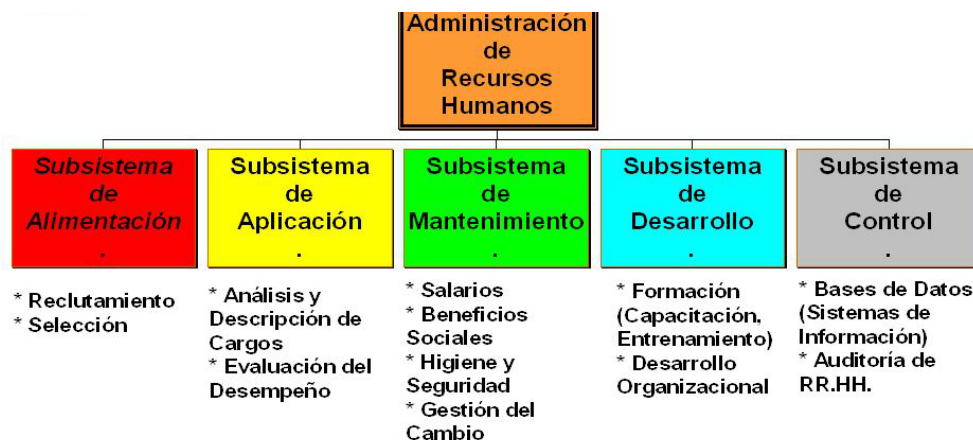 Administración
de
Recursos
Humanos
Subsistema
de
Alimentación
.
* Reclutamiento
* Selección
Subsistema
de
Aplicación
.
* Análisis y
Descripción de
Cargos
* Evaluación del
Desempeño
Subsistema
de
Mantenimiento
.
* Salarios
* Beneficios
Sociales
* Higiene y
Seguridad
* Gestión del
Cambio
Subsistema
de
Desarrollo
.
* Formación
(Capacitación,
Entrenamiento)
* Desarrollo
Organizacional
Subsistema
de
Control
.
* Bases de Datos
(Sistemas de
Información)
* Auditoría de
RR.HH.